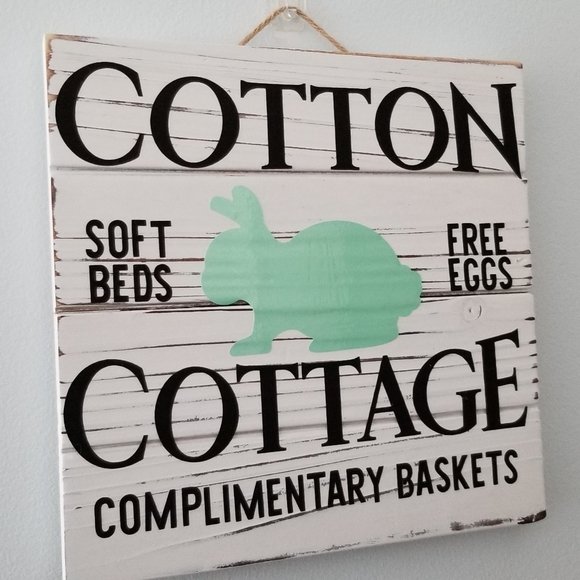 COTTON
SOFT
BEDS
FREE
EGGS
COTTAGE
COMPLIMENTARY BASKETS